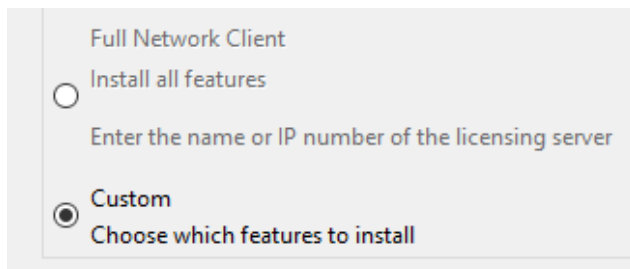 Full Network Client
Install all features
Enter the name or IP number of the licensing server
Custom
Choose which features to install